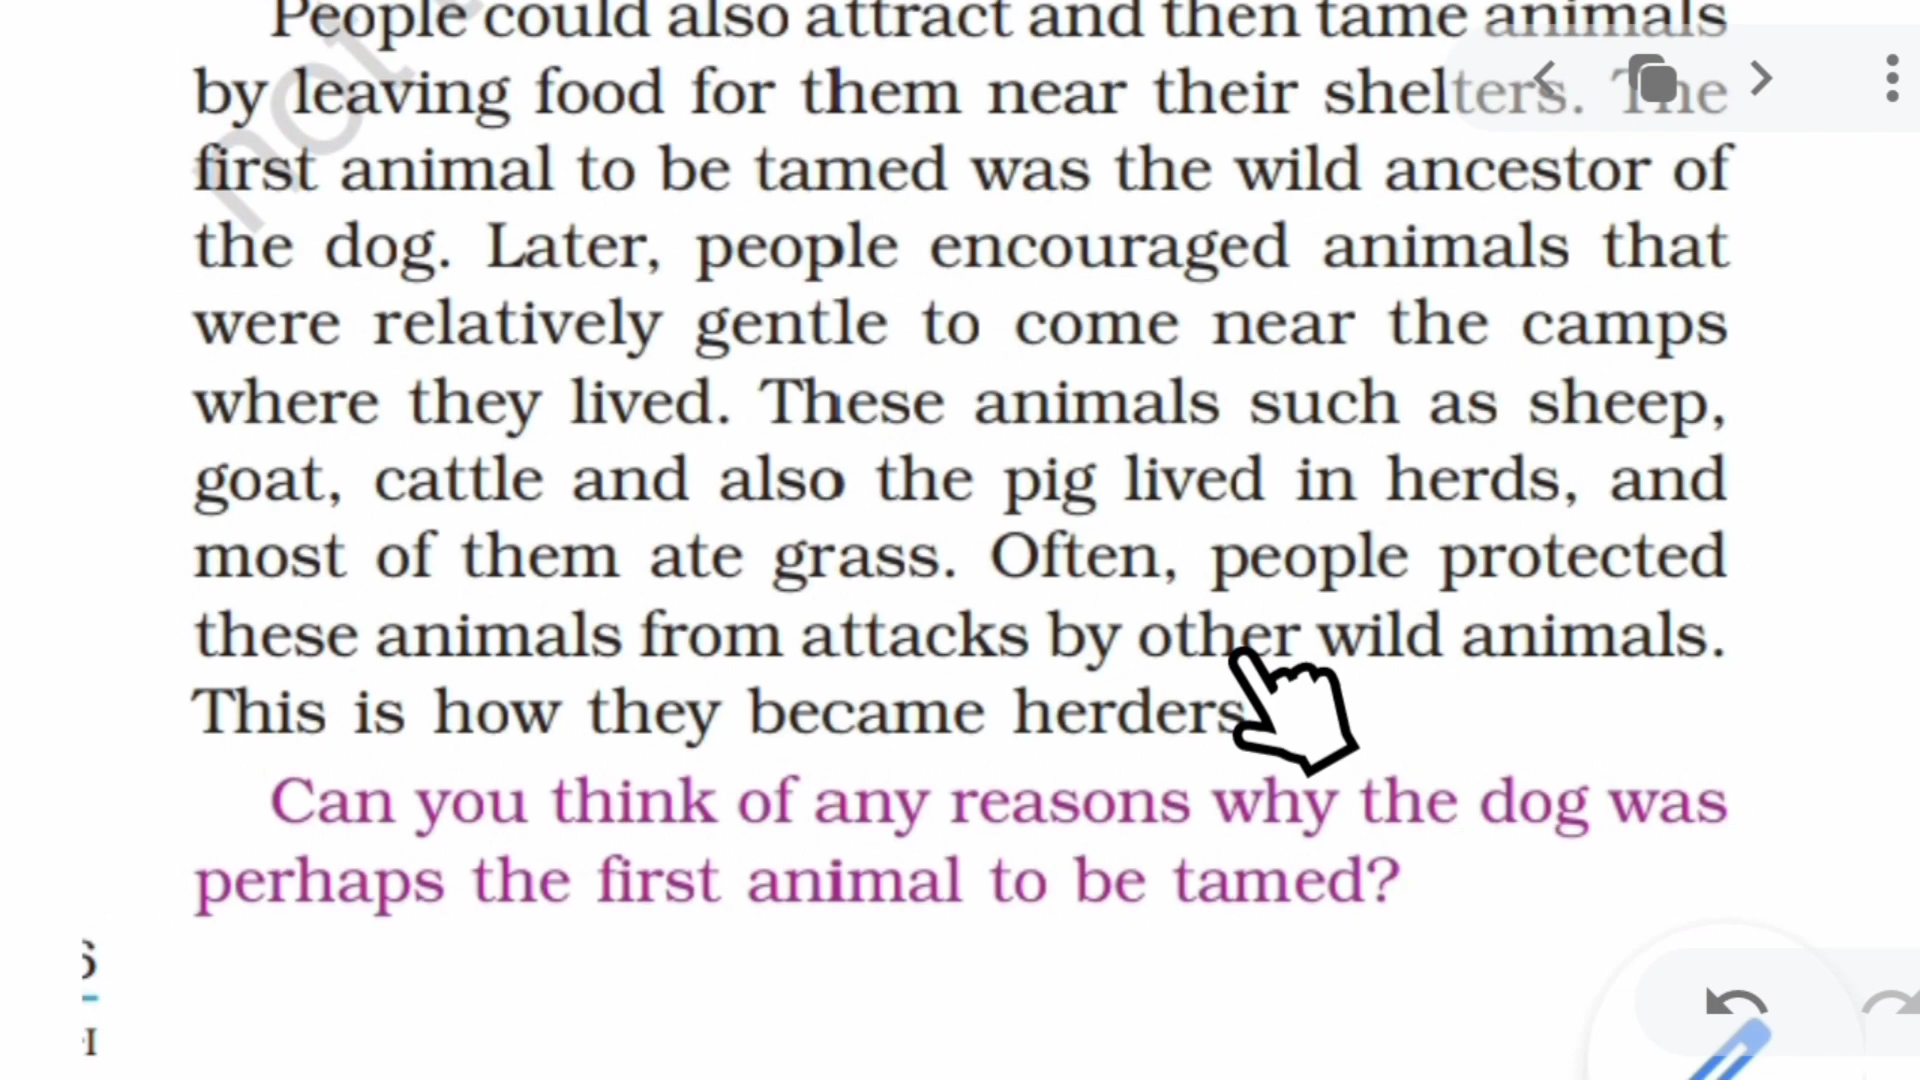 People could also attract and then tame animals
by leaving food for them near their shelters. The
first animal to be tamed was the wild ancestor of
the dog. Later, people encouraged animals that
were relatively gentle to come near the camps
where they lived. These animals such as sheep,
goat, cattle and also the pig lived in herds, and
most of them ate grass. Often, people protected
these animals from attacks by other wild animals.
This is how they became herders
Can you think of any reasons why the dog was
perhaps the first animal to be tamed?
not